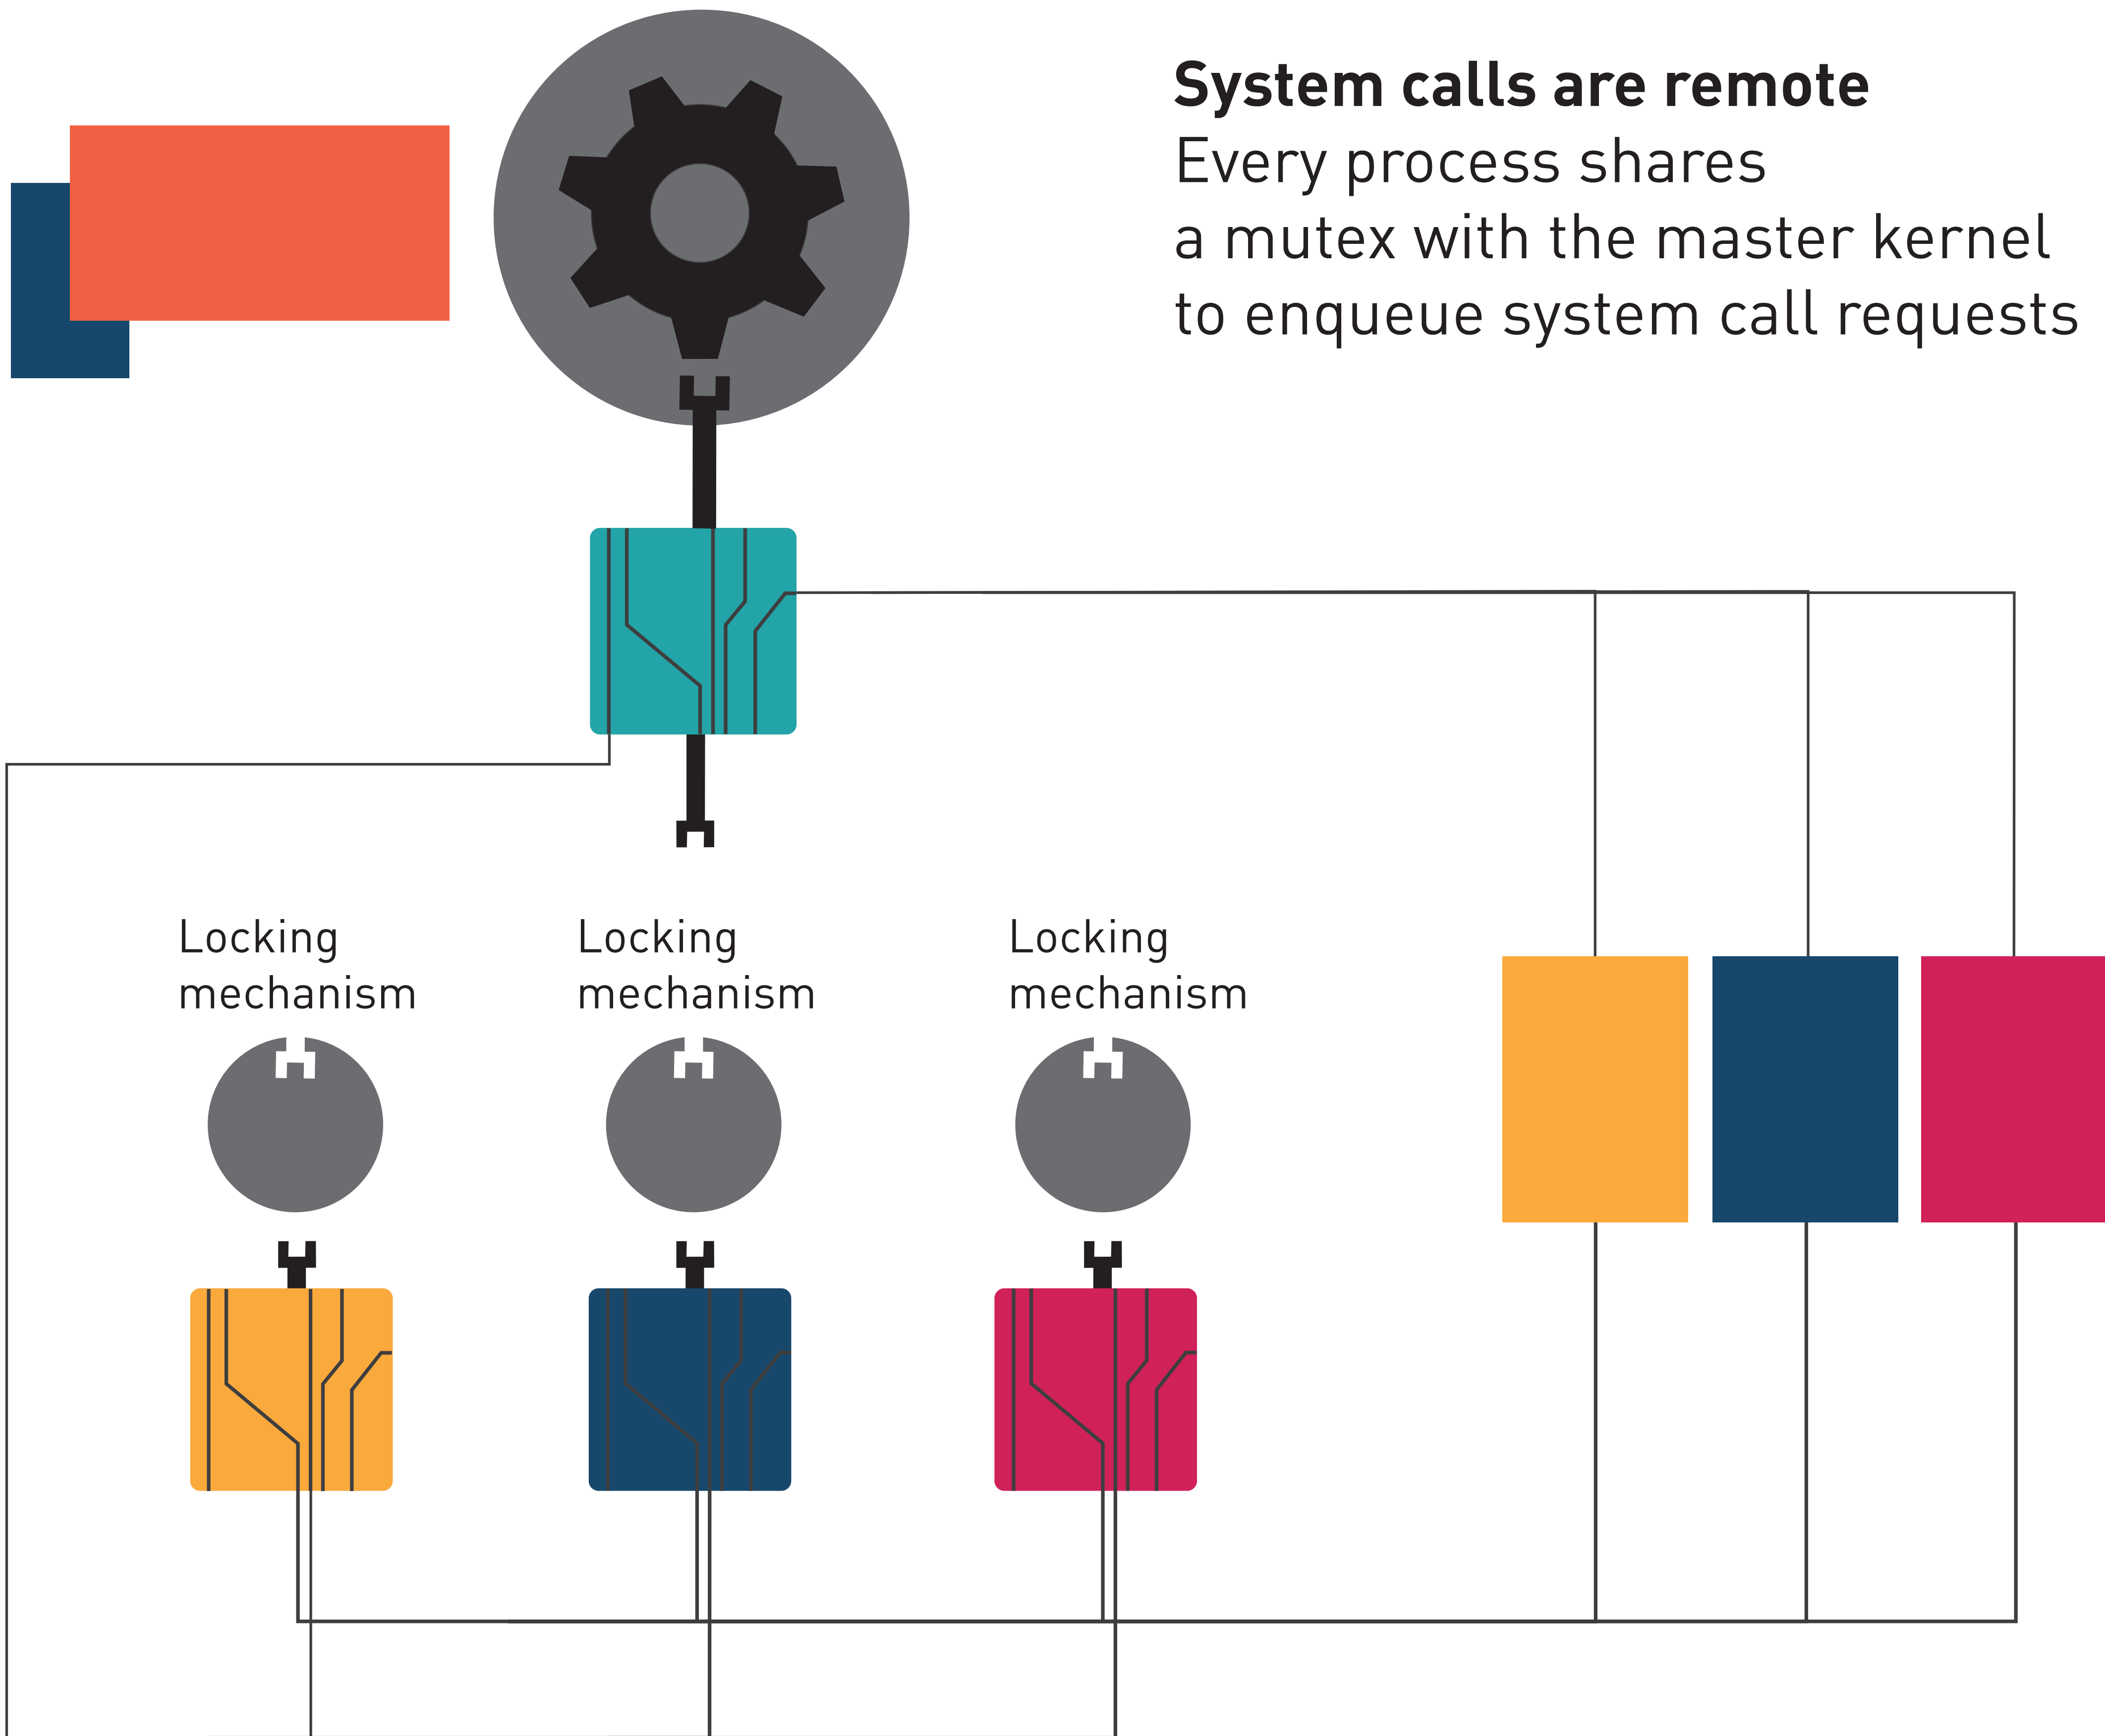 System calls are remote
Every process shares
a mutex with the master kernel
to enqueue system call requests
Locking
mechanism
Locking
mechanism
Locking
mechanism